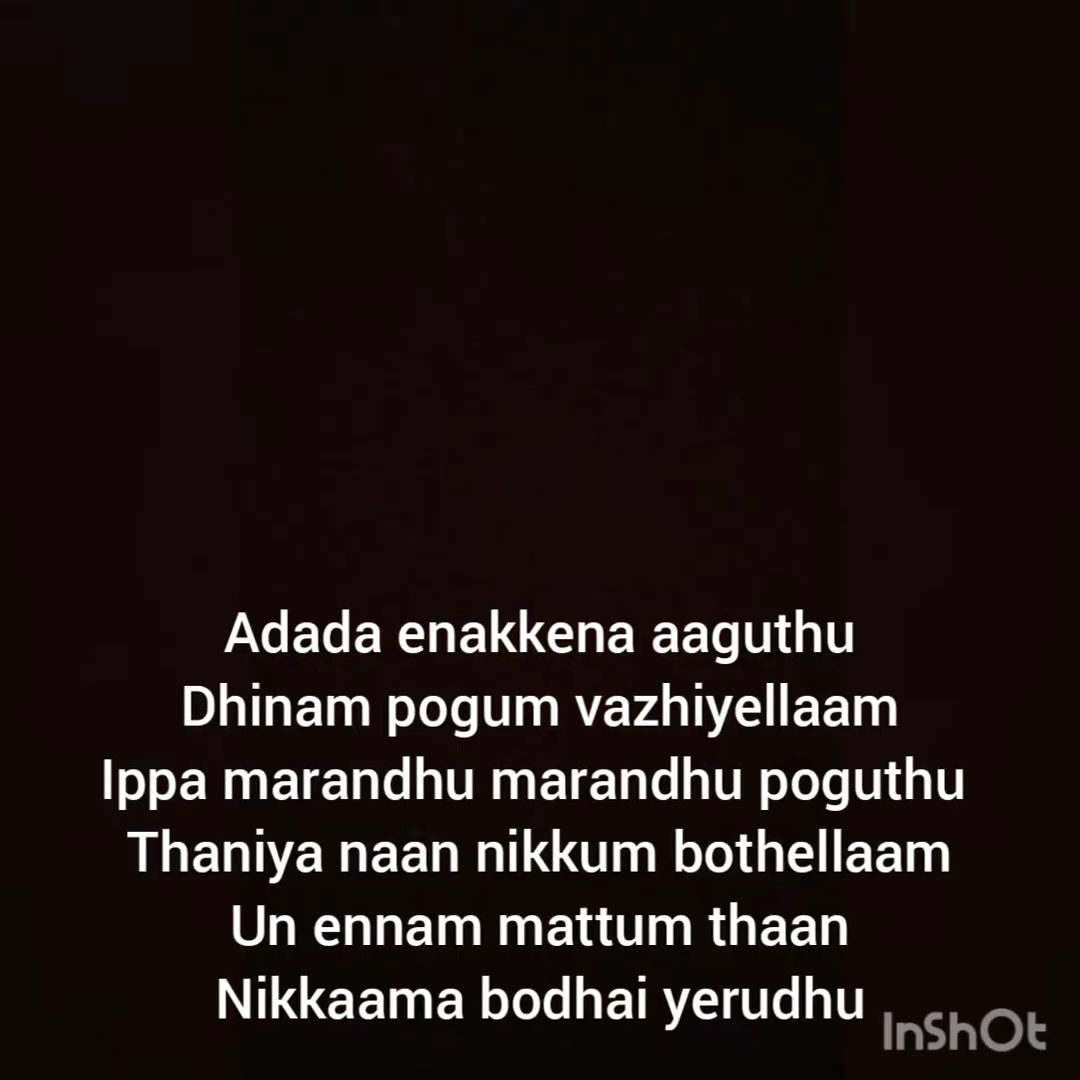 Adada enakkena aaguthu
Dhinam pogum vazhiyellaam
Ippa marandhu marandhu poguthu
Thaniya naan nikkum bothellaam
Un ennam mattum thaan
Nikkaama bodhai yerudhu
InShOt